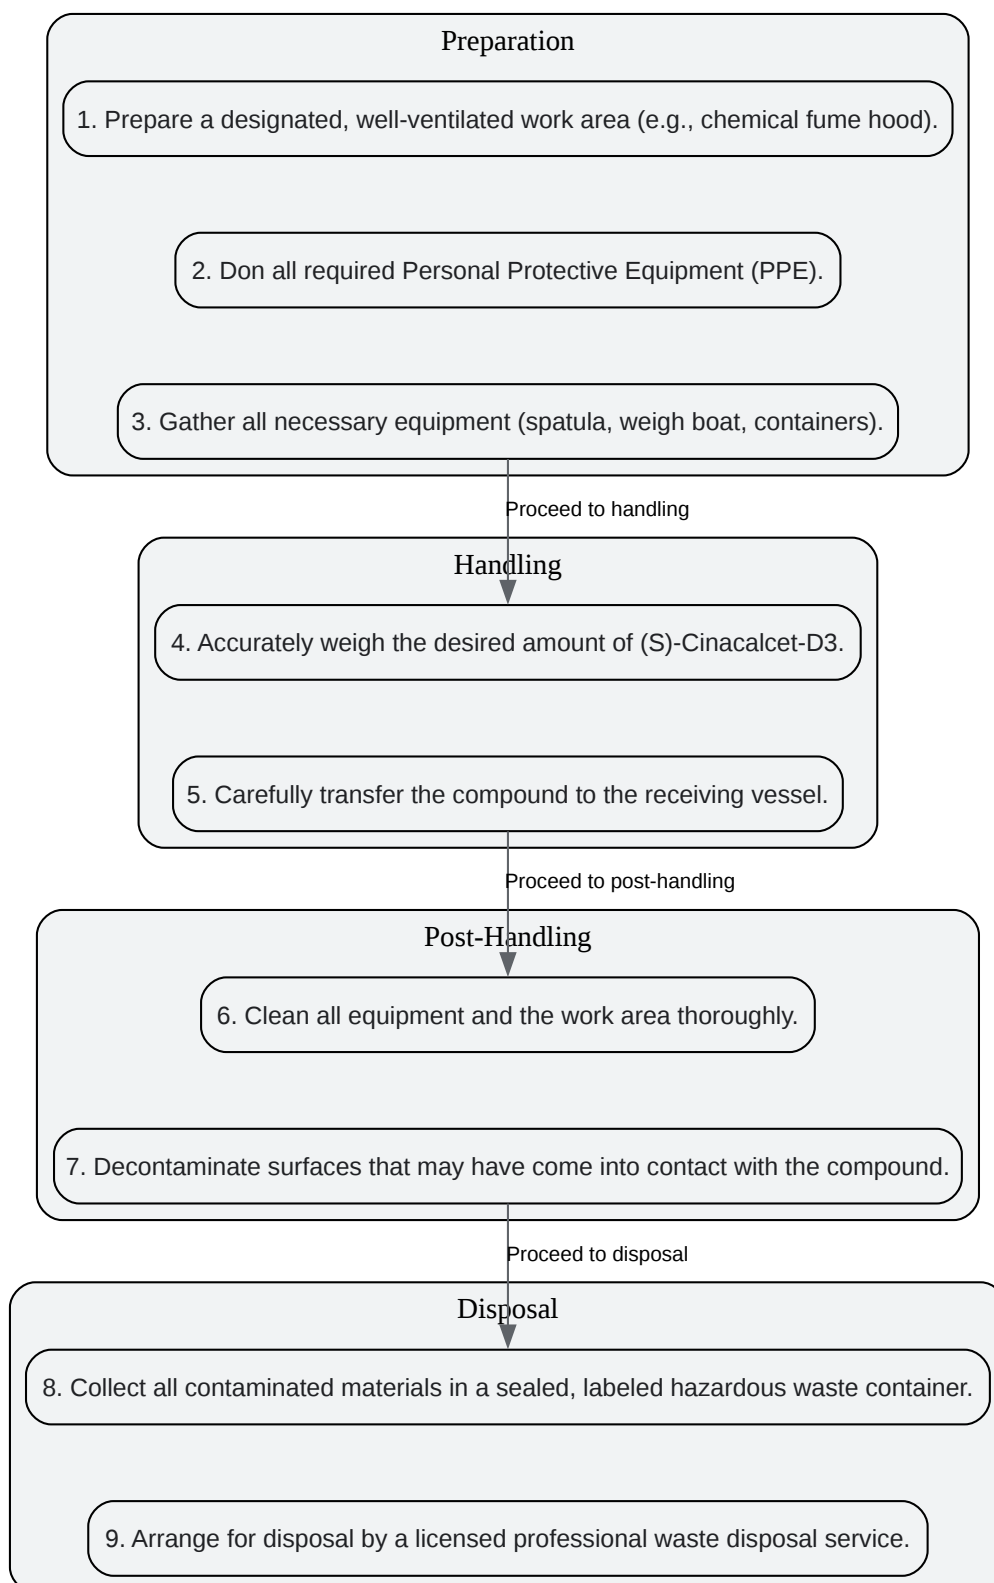 Preparation
1. Prepare a designated, well-ventilated work area (e.g., chemical fume hood).
2. Don all required Personal Protective Equipment (PPE).
3. Gather all necessary equipment (spatula, weigh boat, containers).
Proceed to handling
Handling
4. Accurately weigh the desired amount of (S)-Cinacalcet-D3.
5. Carefully transfer the compound to the receiving vessel.
Proceed to post-handling
Post-Handling
6. Clean all equipment and the work area thoroughly.
7. Decontaminate surfaces that may have come into contact with the compound.
Proceed to disposal
Disposal
8. Collect all contaminated materials in a sealed, labeled hazardous waste container.
9. Arrange for disposal by a licensed professional waste disposal service.